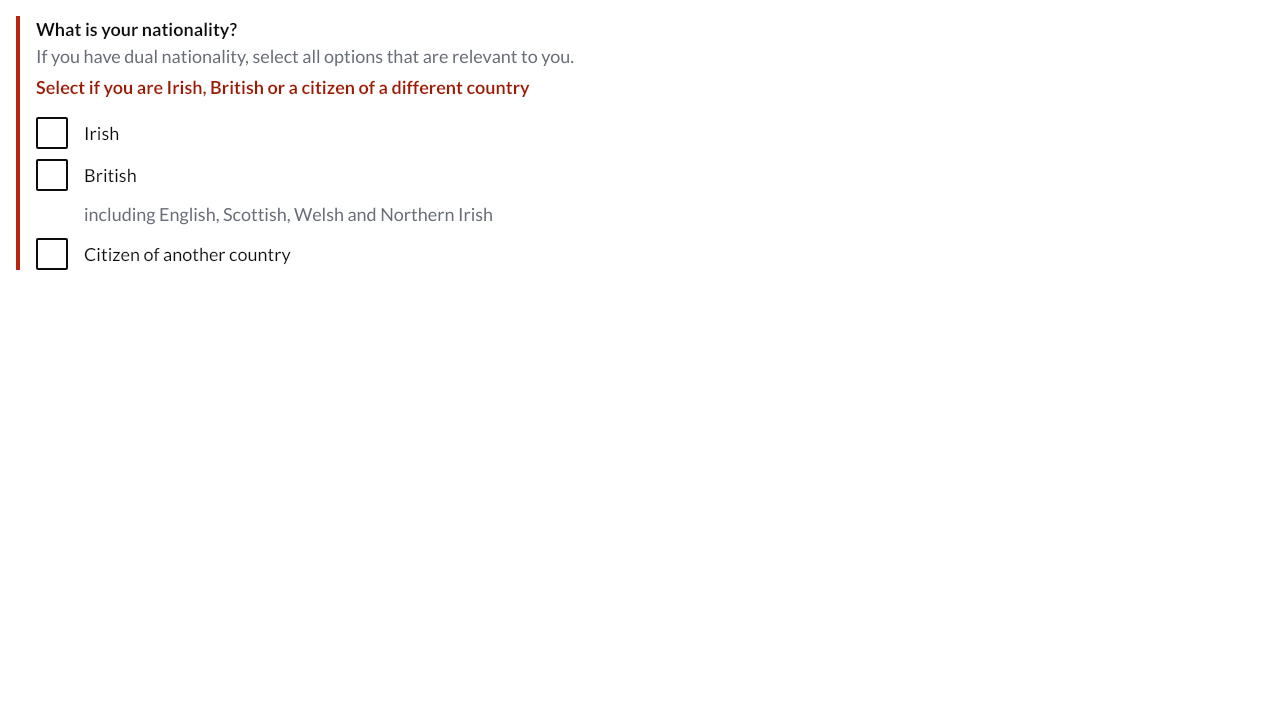 What is your nationality?
If you have dual nationality, select all options that are relevant to you.
Select if you are Irish, British or a citizen of a different country
Irish
British
including English, Scottish, Welsh and Northern Irish
Citizen of another country